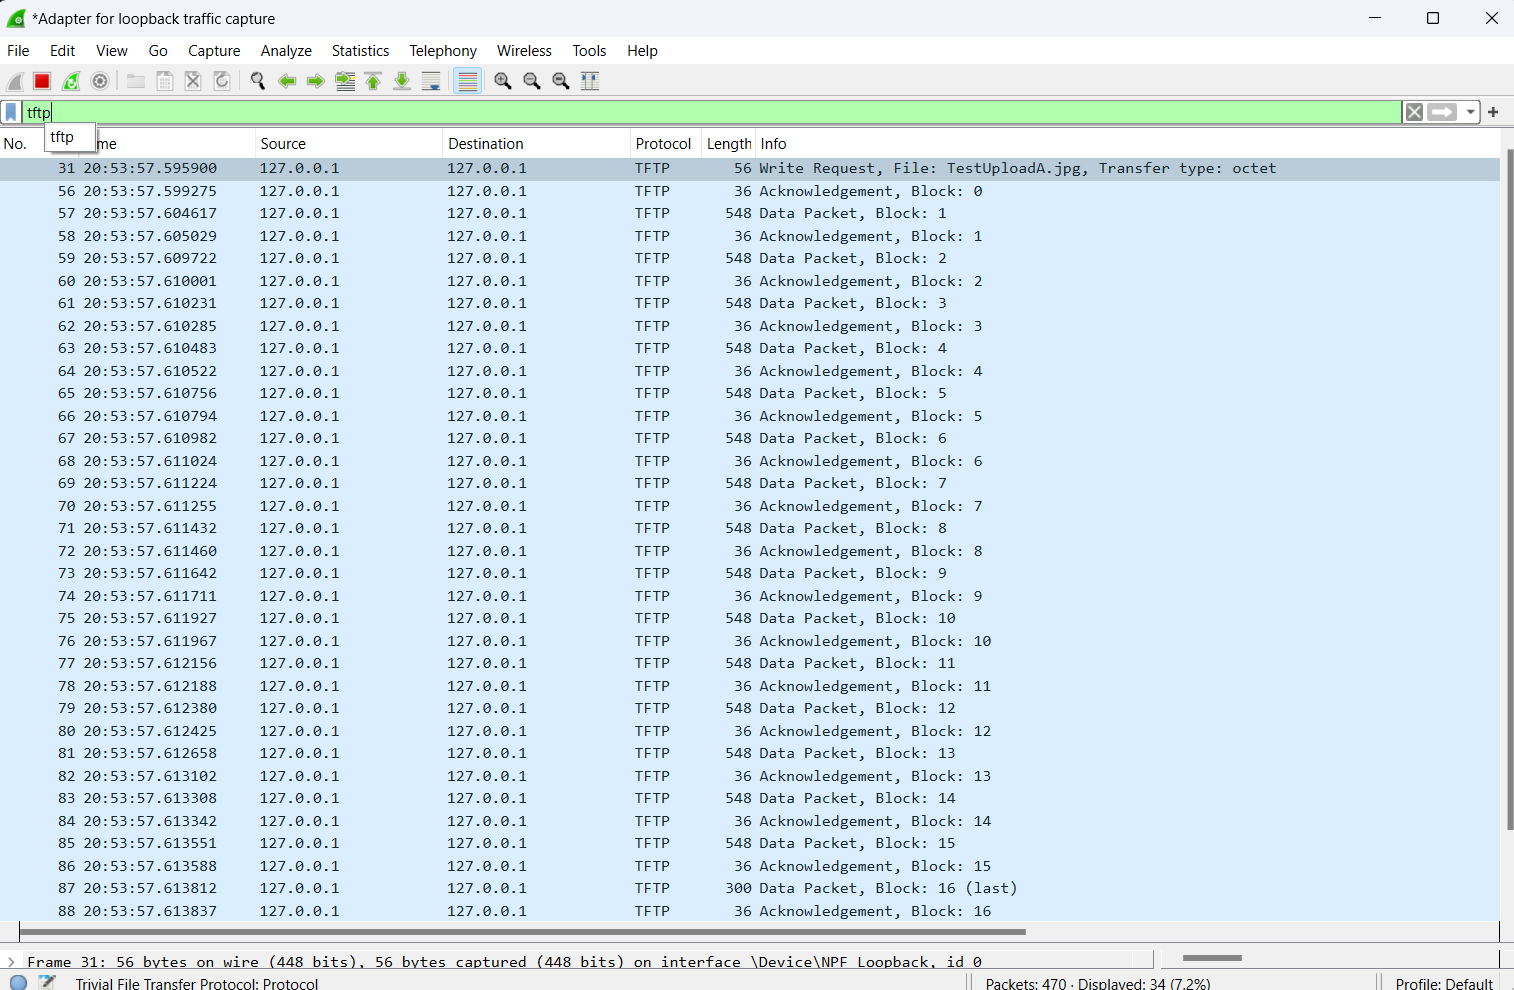 *Adapter for loopback traffic capture
File Edit View Go Capture Analyze Statistics Telephony Wireless Tools Help
tftp
tftp
No. me Source Destination Protocol Length Info
31 20:53:57.595900 127.0.0.1 127.0.0.1 TFTP 56 Write Request, File: TestUploadA.jpg, Transfer type: octet
56 20:53:57.599275 127.0.0.1 127.0.0.1 TFTP 36 Acknowledgement, Block: 0
57 20:53:57.604617 127.0.0.1 127.0.0.1 TFTP 548 Data Packet, Block: 1
58 20:53:57.605029 127.0.0.1 127.0.0.1 TFTP 36 Acknowledgement, Block: 1
59 20:53:57.609722 127.0.0.1 127.0.0.1 TFTP 548 Data Packet, Block: 2
60 20:53:57.610001 127.0.0.1 127.0.0.1 TFTP 36 Acknowledgement, Block: 2
61 20:53:57.610231 127.0.0.1 127.0.0.1 TFTP 548 Data Packet, Block: 3
62 20:53:57.610285 127.0.0.1 127.0.0.1 TFTP 36 Acknowledgement, Block: 3
63 20:53:57.610483 127.0.0.1 127.0.0.1 TFTP 548 Data Packet, Block: 4
64 20:53:57.610522 127.0.0.1 127.0.0.1 TFTP 36 Acknowledgement, Block: 4
65 20:53:57.610756 127.0.0.1 127.0.0.1 TFTP 548 Data Packet, Block: 5
66 20:53:57.610794 127.0.0.1 127.0.0.1 TFTP 36 Acknowledgement, Block: 5
67 20:53:57.610982 127.0.0.1 127.0.0.1 TFTP 548 Data Packet, Block: 6
68 20:53:57.611024 127.0.0.1 127.0.0.1 TFTP 36 Acknowledgement, Block: 6
69 20:53:57.611224 127.0.0.1 127.0.0.1 TFTP 548 Data Packet, Block: 7
70 20:53:57.611255 127.0.0.1 127.0.0.1 TFTP 36 Acknowledgement, Block: 7
71 20:53:57.611432 127.0.0.1 127.0.0.1 TFTP 548 Data Packet, Block: 8
72 20:53:57.611460 127.0.0.1 127.0.0.1 TFTP 36 Acknowledgement, Block: 8
73 20:53:57.611642 127.0.0.1 127.0.0.1 TFTP 548 Data Packet, Block: 9
74 20:53:57.611711 127.0.0.1 127.0.0.1 TFTP 36 Acknowledgement, Block: 9
75 20:53:57.611927 127.0.0.1 127.0.0.1 TFTP 548 Data Packet, Block: 10
76 20:53:57.611967 127.0.0.1 127.0.0.1 TFTP 36 Acknowledgement, Block: 10
77 20:53:57.612156 127.0.0.1 127.0.0.1 TFTP 548 Data Packet, Block: 11
78 20:53:57.612188 127.0.0.1 127.0.0.1 TFTP 36 Acknowledgement, Block: 11
79 20:53:57.612380 127.0.0.1 127.0.0.1 TFTP 548 Data Packet, Block: 12
80 20:53:57.612425 127.0.0.1 127.0.0.1 TFTP 36 Acknowledgement, Block: 12
81 20:53:57.612658 127.0.0.1 127.0.0.1 TFTP 548 Data Packet, Block: 13
82 20:53:57.613102 127.0.0.1 127.0.0.1 TFTP 36 Acknowledgement, Block: 13
83 20:53:57.613308 127.0.0.1 127.0.0.1 TFTP 548 Data Packet, Block: 14
84 20:53:57.613342 127.0.0.1 127.0.0.1 TFTP 36 Acknowledgement, Block: 14
85 20:53:57.613551 127.0.0.1 127.0.0.1 TFTP 548 Data Packet, Block: 15
86 20:53:57.613588 127.0.0.1 127.0.0.1 TFTP 36 Acknowledgement, Block: 15
87 20:53:57.613812 127.0.0.1 127.0.0.1 TFTP 300 Data Packet, Block: 16 (last)
88 20:53:57.613837 127.0.0.1 127.0.0.1 TFTP 36 Acknowledgement, Block: 16
Frame 31: 56 bytes on wire (448 bits), 56 bytes captured (448 bits) on interface \Device\NPF_Loopback, id 0
Trivial File Transfer Protocol: Protocol Packets: 470 · Displayed: 34 (7.2%) Profile: Default